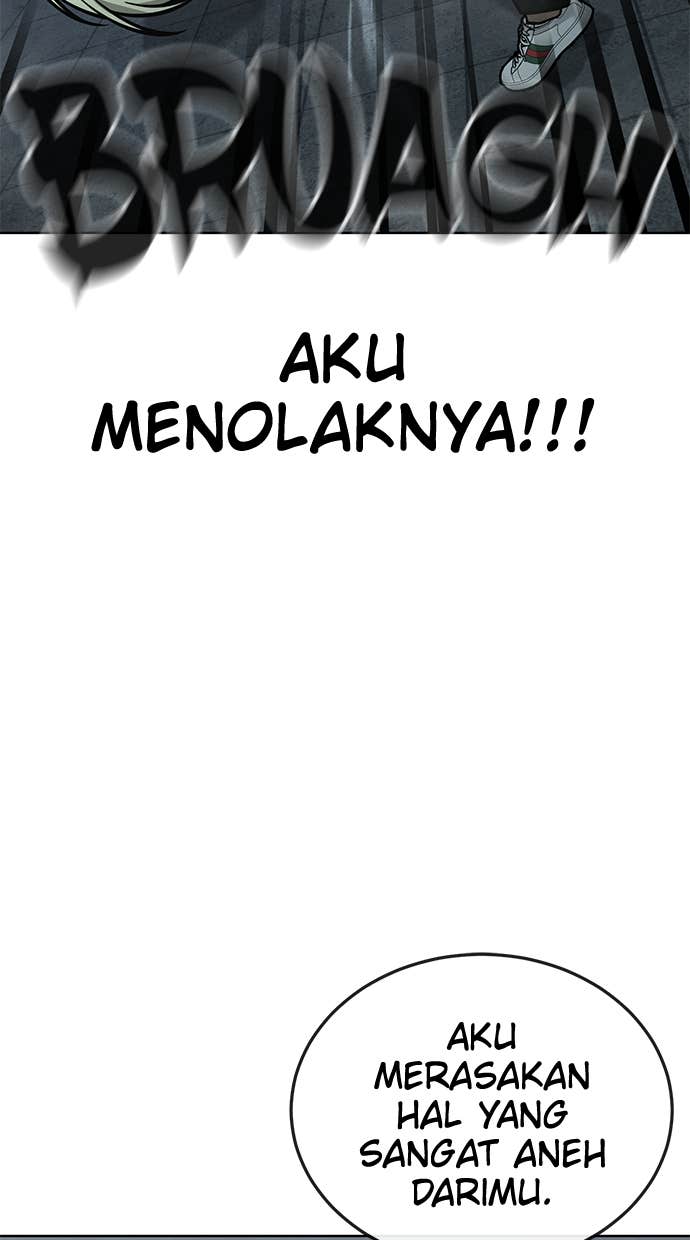 BRUAGH
AKU
MENOLAKNYA!!!
AKU
MERASAKAN
HAL YANG
SANGAT ANEH
DARIMU.